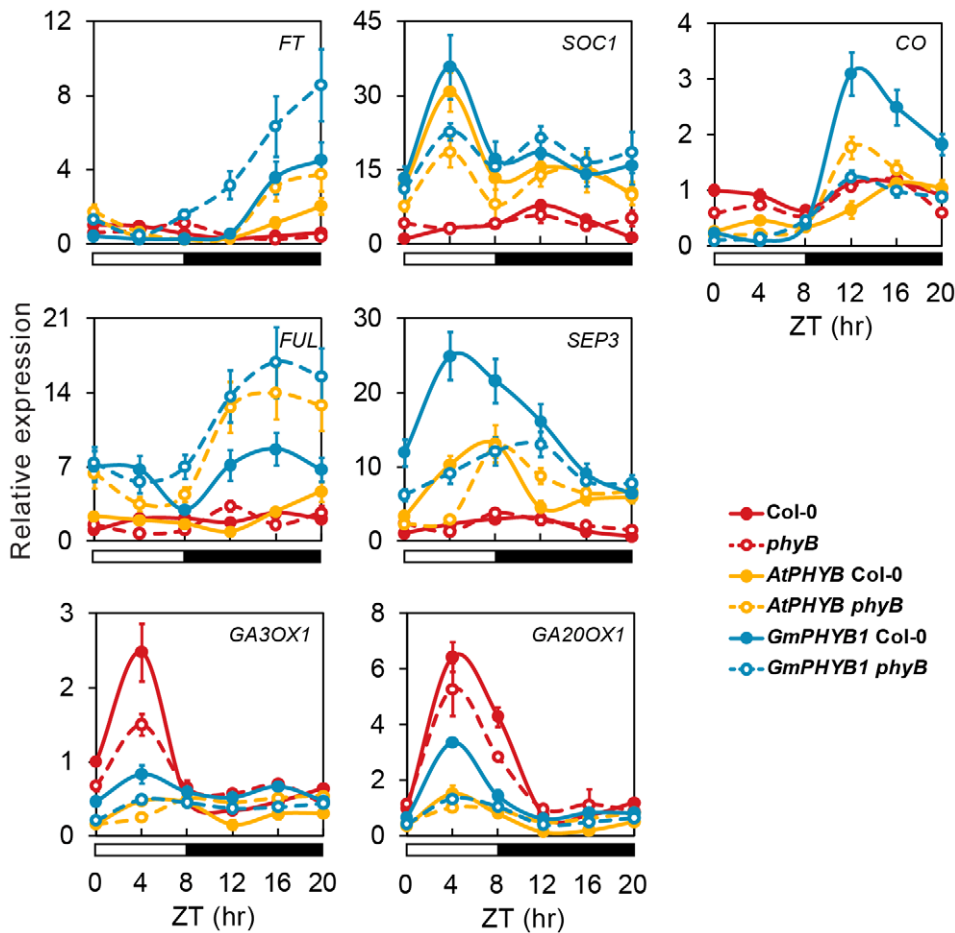 FT
12
8
4
0
SOC1
45
30
15
0
CO
4
3
2
1
0
0 4 8 12 16 20
ZT (hr)
Relative expression
FUL
21
14
7
0
SEP3
30
20
10
0
Col-0
phyB
AtPHYB Col-0
AtPHYB phyB
GmPHYB1 Col-0
GmPHYB1 phyB
GA3OX1
3
2
1
0
0 4 8 12 16 20
ZT (hr)
GA20OX1
8
6
4
2
0
0 4 8 12 16 20
ZT (hr)